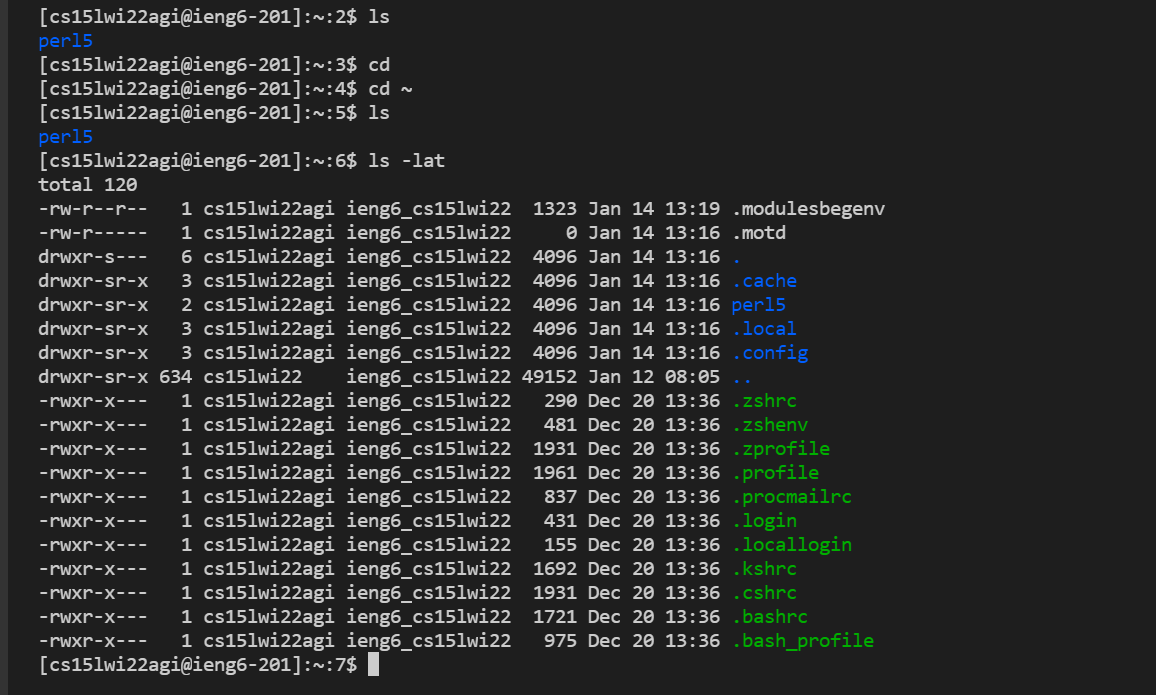 [cs15lwi22agi@ieng6-201]:~:2$ ls
perl5
[cs15lwi22agi@ieng6-201]:~:3$ cd
[cs15lwi22agi@ieng6-201]:~:4$ cd ~
[cs15lwi22agi@ieng6-201]:~:5$ ls
perl5
[cs15lwi22agi@ieng6-201]:~:6$ ls -lat
total 120
-rw-r--r--   1 cs15lwi22agi ieng6_cs15lwi22  1323 Jan 14 13:19 .modulesbegenv
-rw-r-----   1 cs15lwi22agi ieng6_cs15lwi22     0 Jan 14 13:16 .motd
drwxr-s---   6 cs15lwi22agi ieng6_cs15lwi22  4096 Jan 14 13:16 .
drwxr-sr-x   3 cs15lwi22agi ieng6_cs15lwi22  4096 Jan 14 13:16 .cache
drwxr-sr-x   2 cs15lwi22agi ieng6_cs15lwi22  4096 Jan 14 13:16 perl5
drwxr-sr-x   3 cs15lwi22agi ieng6_cs15lwi22  4096 Jan 14 13:16 .local
drwxr-sr-x   3 cs15lwi22agi ieng6_cs15lwi22  4096 Jan 14 13:16 .config
drwxr-sr-x 634 cs15lwi22    ieng6_cs15lwi22 49152 Jan 12 08:05 ..
-rwxr-x---   1 cs15lwi22agi ieng6_cs15lwi22   290 Dec 20 13:36 .zshrc
-rwxr-x---   1 cs15lwi22agi ieng6_cs15lwi22   481 Dec 20 13:36 .zshenv
-rwxr-x---   1 cs15lwi22agi ieng6_cs15lwi22  1931 Dec 20 13:36 .zprofile
-rwxr-x---   1 cs15lwi22agi ieng6_cs15lwi22  1961 Dec 20 13:36 .profile
-rwxr-x---   1 cs15lwi22agi ieng6_cs15lwi22   837 Dec 20 13:36 .procmailrc
-rwxr-x---   1 cs15lwi22agi ieng6_cs15lwi22   431 Dec 20 13:36 .login
-rwxr-x---   1 cs15lwi22agi ieng6_cs15lwi22   155 Dec 20 13:36 .locallogin
-rwxr-x---   1 cs15lwi22agi ieng6_cs15lwi22  1692 Dec 20 13:36 .kshrc
-rwxr-x---   1 cs15lwi22agi ieng6_cs15lwi22  1931 Dec 20 13:36 .cshrc
-rwxr-x---   1 cs15lwi22agi ieng6_cs15lwi22  1721 Dec 20 13:36 .bashrc
-rwxr-x---   1 cs15lwi22agi ieng6_cs15lwi22   975 Dec 20 13:36 .bash_profile
[cs15lwi22agi@ieng6-201]:~:7$